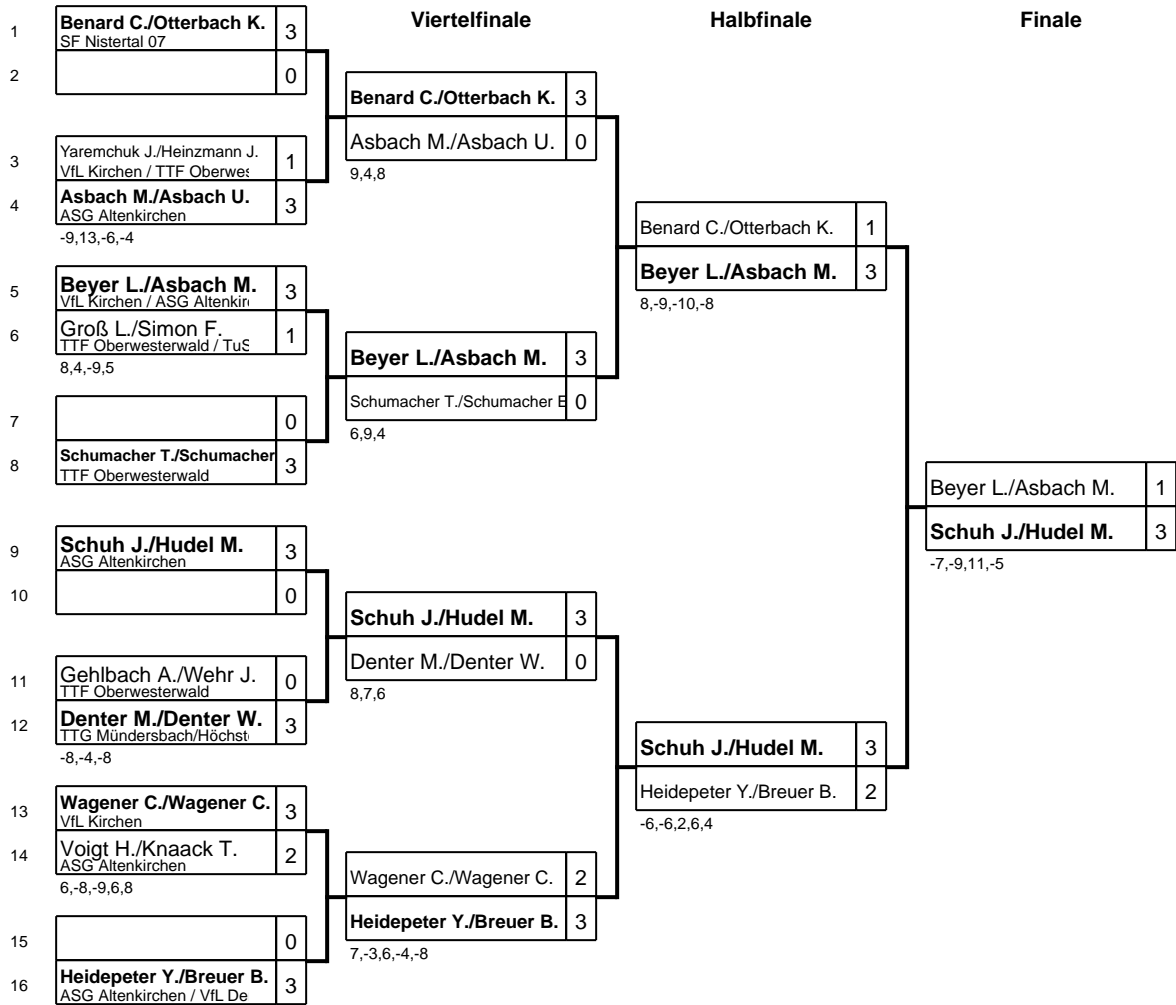 Viertelfinale
Halbfinale
Finale
1
Benard C./Otterbach K.
3
SF Nistertal 07
2
0
3
Yaremchuk J./Heinzmann J.
1
VfL Kirchen / TTF Oberwes
4
Asbach M./Asbach U.
3
ASG Altenkirchen
-9,13,-6,-4
5
Beyer L./Asbach M.
3
VfL Kirchen / ASG Altenkir
6
Groß L./Simon F.
1
TTF Oberwesterwald / TuS
8,4,-9,5
7
0
8
Schumacher T./Schumacher
3
TTF Oberwesterwald
9
Schuh J./Hudel M.
3
ASG Altenkirchen
10
0
11
Gehlbach A./Wehr J.
0
TTF Oberwesterwald
12
Denter M./Denter W.
3
TTG Mündersbach/Höchst
-8,-4,-8
13
Wagener C./Wagener C.
3
VfL Kirchen
14
Voigt H./Knaack T.
2
ASG Altenkirchen
6,-8,-9,6,8
15
0
16
Heidepeter Y./Breuer B.
3
ASG Altenkirchen / VfL De
Benard C./Otterbach K.
3
Asbach M./Asbach U.
0
9,4,8
Beyer L./Asbach M.
3
Schumacher T./Schumacher E
0
6,9,4
Schuh J./Hudel M.
3
Denter M./Denter W.
0
8,7,6
Wagener C./Wagener C.
2
Heidepeter Y./Breuer B.
3
7,-3,6,-4,-8
Benard C./Otterbach K.
1
Beyer L./Asbach M.
3
8,-9,-10,-8
Schuh J./Hudel M.
3
Heidepeter Y./Breuer B.
2
-6,-6,2,6,4
Beyer L./Asbach M.
1
Schuh J./Hudel M.
3
-7,-9,11,-5